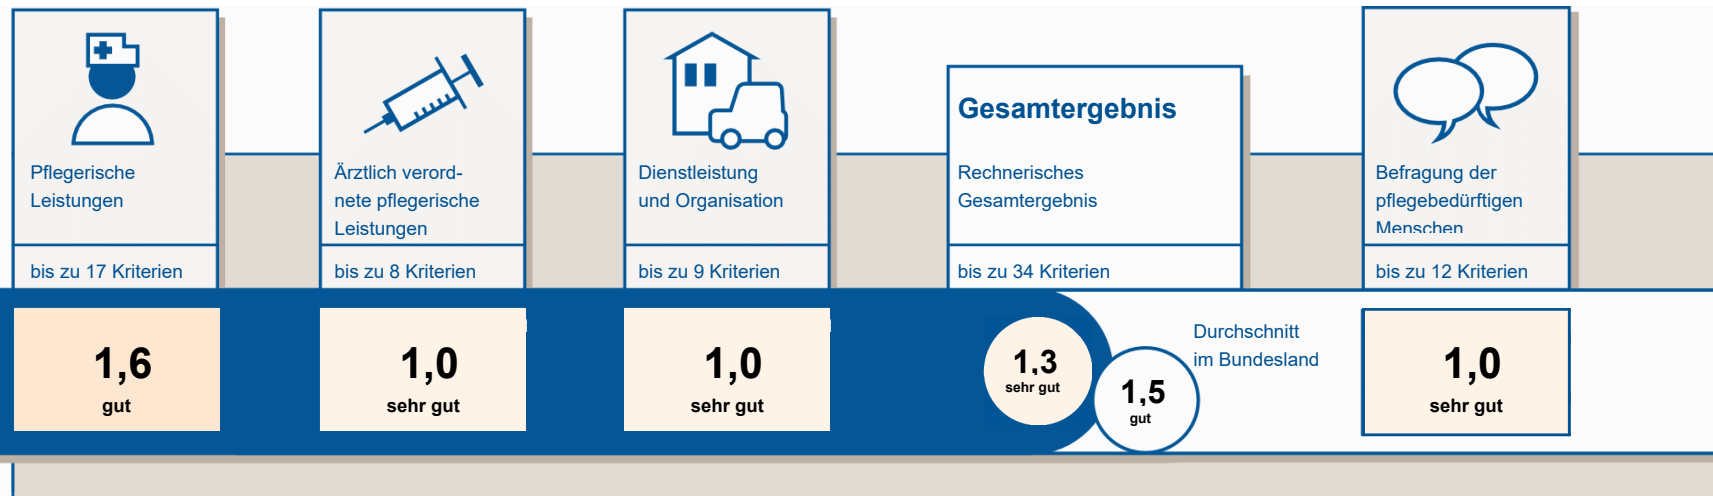 Pflegerische
Leistungen
bis zu 17 Kriterien
1,6
gut
Ärztlich verord-
nete pflegerische
Leistungen
bis zu 8 Kriterien
1,0
sehr gut
Dienstleistung
und Organisation
bis zu 9 Kriterien
1,0
sehr gut
Gesamtergebnis
Rechnerisches
Gesamtergebnis
bis zu 34 Kriterien
1,3
sehr gut
1,5
gut
Durchschnitt
im Bundesland
Befragung der
pflegebedürftigen
Menschen
bis zu 12 Kriterien
1,0
sehr gut